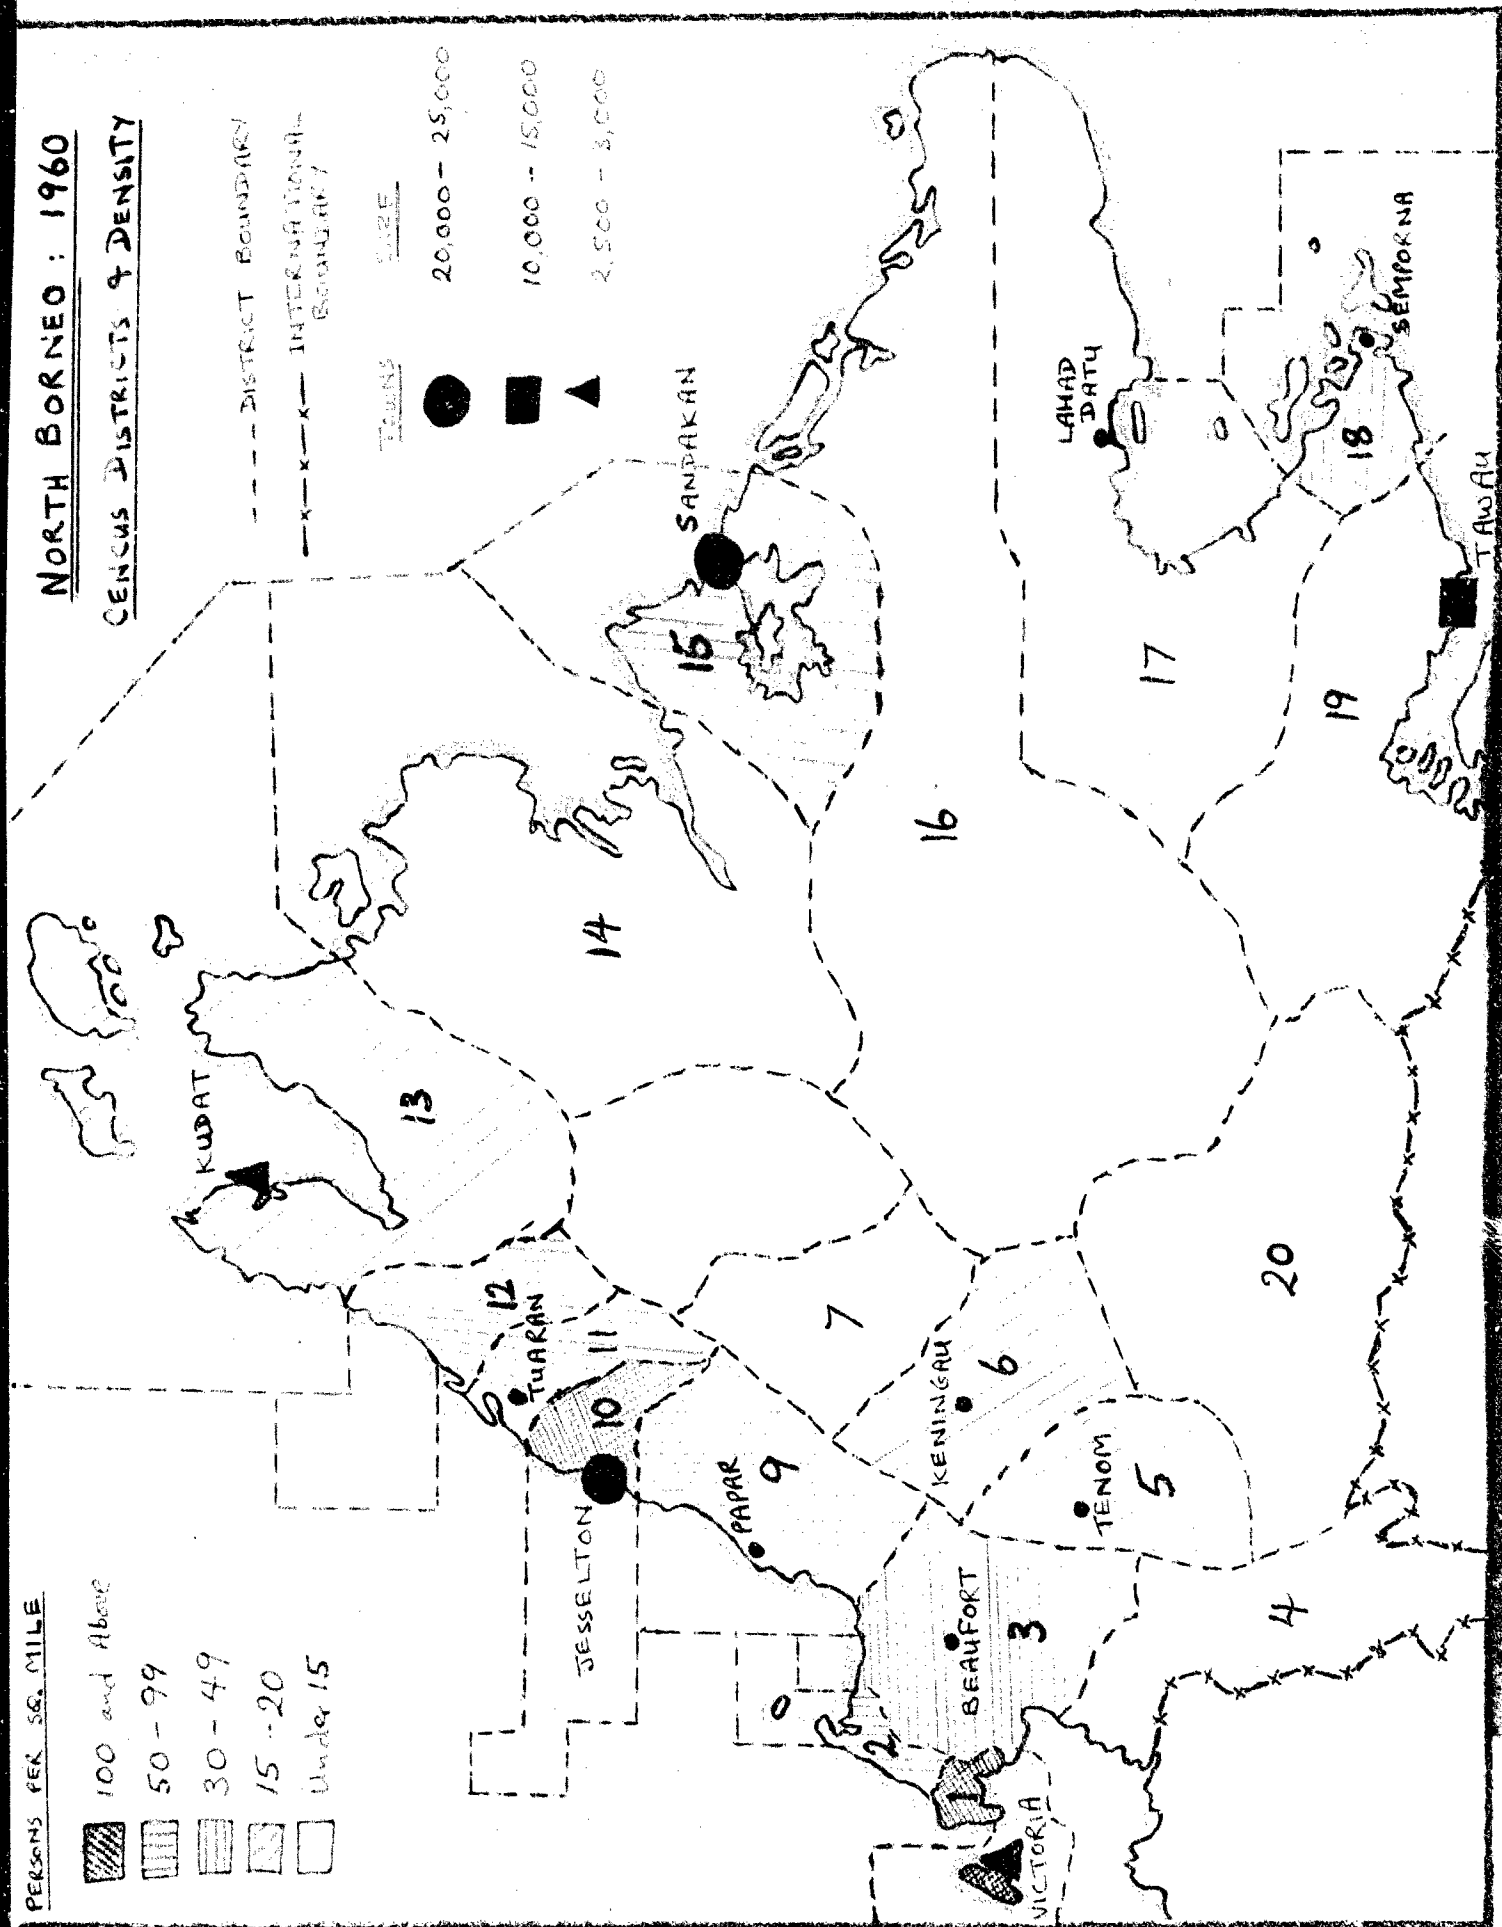 NORTH BORNEO : 1960
CENCUS DISTRICTS & DENSITY
--- DISTRICT BOUNDARY
—x—x—x— INTERNATIONAL
BOUNDARY
TOWNS SIZE
20,000 - 25,000
10,000 - 15,000
2,500 - 3,000
PERSONS PER SQ. MILE
100 and Above
50 - 99
30 - 49
15 - 20
Under 15
KUDAT
13
14
SANDAKAN
15
16
LAHAD
DATU
17
SEMPORNA
18
TAWAU
19
20
12
TUARAN
11
10
JESSELTON
PAPAR
9
7
KENINGAU
6
TENOM
5
BEAUFORT
3
4
2
1
VICTORIA